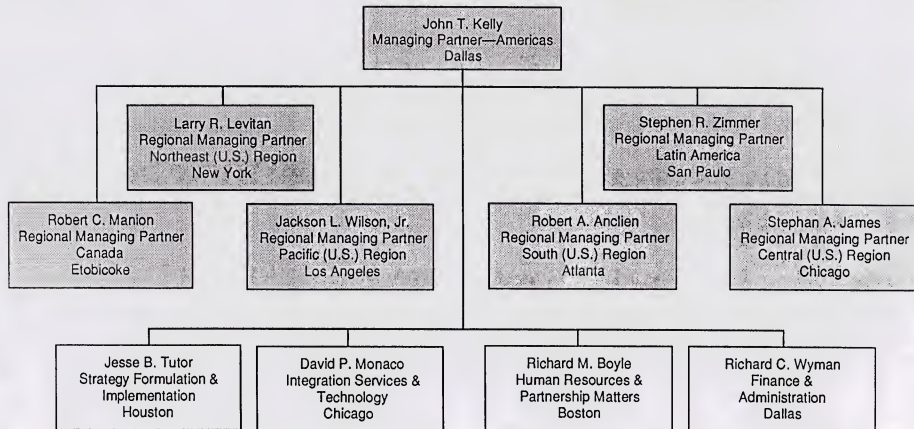 John T. Kelly
Managing Partner—Americas
Dallas
Larry R. Levitan
Regional Managing Partner
Northeast (U.S.) Region
New York
Stephen R. Zimmer
Regional Managing Partner
Latin America
San Paulo
Robert C. Manion
Regional Managing Partner
Canada
Etobicoke
Jackson L. Wilson, Jr.
Regional Managing Partner
Pacific (U.S.) Region
Los Angeles
Robert A. Anclien
Regional Managing Partner
South (U.S.) Region
Atlanta
Stephan A. James
Regional Managing Partner
Central (U.S.) Region
Chicago
Jesse B. Tutor
Strategy Formulation &
Implementation
Houston
David P. Monaco
Integration Services &
Technology
Chicago
Richard M. Boyle
Human Resources &
Partnership Matters
Boston
Richard C. Wyman
Finance &
Administration
Dallas